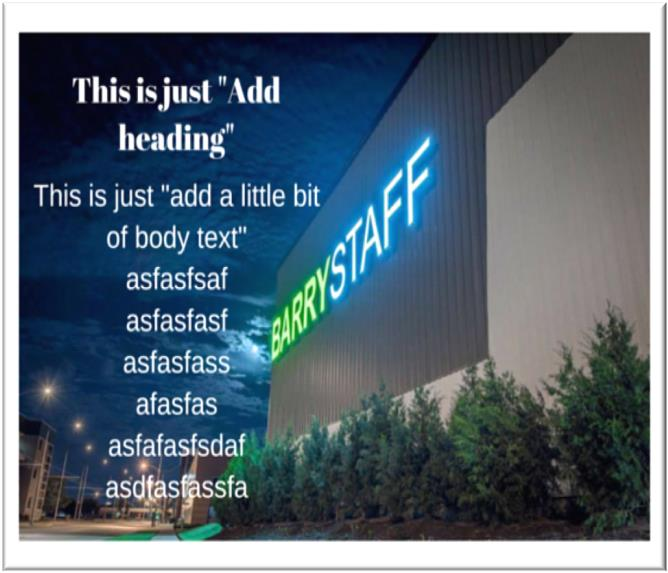 This is just "Add
heading"
This is just "add a little bit
of body text"
asfasfsaf
asfasfasf
asfasfass
afasfas
asfafasfsdaf
asdfasfassfa
BARRYSTAFF